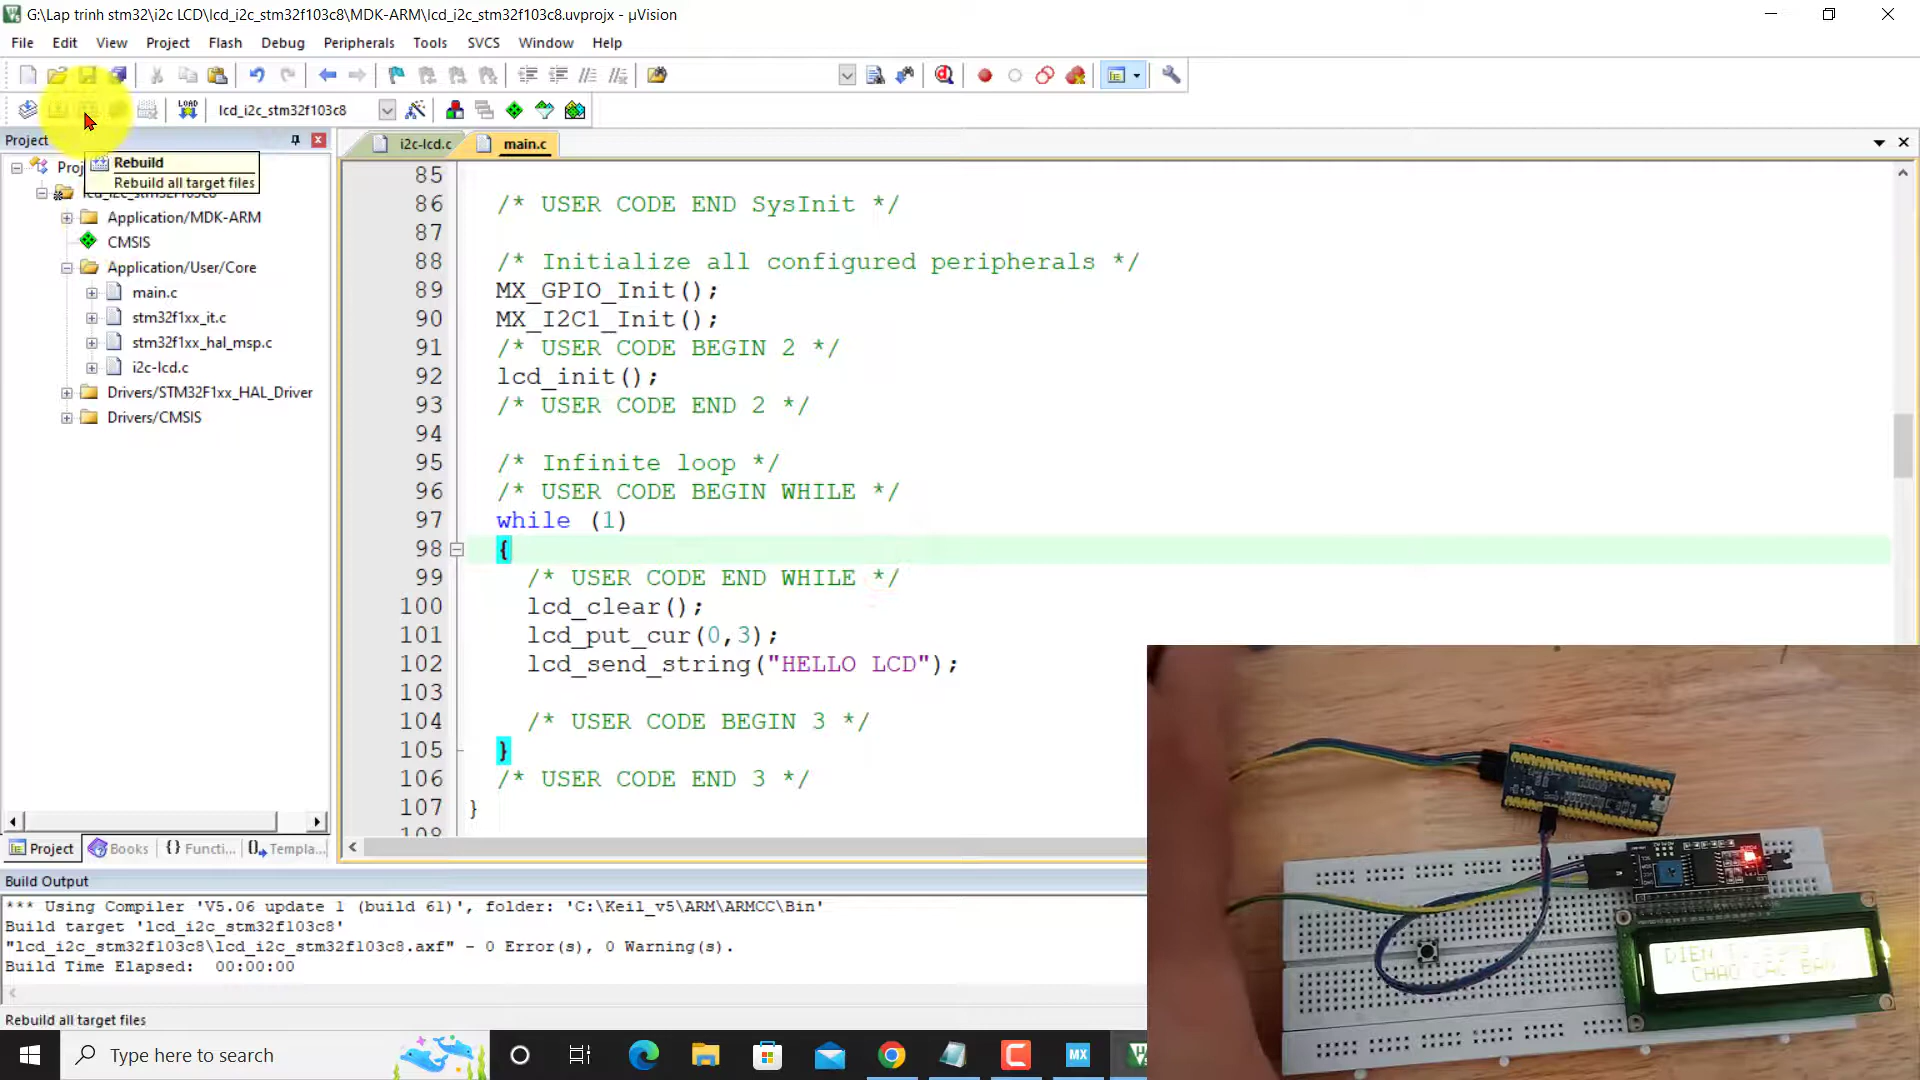 G:\Lap trinh stm32\i2c LCD\lcd_i2c_stm32f103c8\MDK-ARM\lcd_i2c_stm32f103c8.uvprojx - µVision
File Edit View Project Flash Debug Peripherals Tools SVCS Window Help
LOAD lcd_i2c_stm32f103c8
Project
Rebuild
Rebuild all target files
Application/MDK-ARM
CMSIS
Application/User/Core
main.c
stm32f1xx_it.c
stm32f1xx_hal_msp.c
i2c-lcd.c
Drivers/STM32F1xx_HAL_Driver
Drivers/CMSIS
Project Books {} Functi... Templa...
i2c-lcd.c main.c
85
86 /* USER CODE END SysInit */
87
88 /* Initialize all configured peripherals */
89 MX_GPIO_Init();
90 MX_I2C1_Init();
91 /* USER CODE BEGIN 2 */
92 lcd_init();
93 /* USER CODE END 2 */
94
95 /* Infinite loop */
96 /* USER CODE BEGIN WHILE */
97 while (1)
98 {
99 /* USER CODE END WHILE */
100 lcd_clear();
101 lcd_put_cur(0,3);
102 lcd_send_string("HELLO LCD");
103
104 /* USER CODE BEGIN 3 */
105 }
106 /* USER CODE END 3 */
107 }
108
Build Output
*** Using Compiler 'V5.06 update 1 (build 61)', folder: 'C:\Keil_v5\ARM\ARMCC\Bin'
Build target 'lcd_i2c_stm32f103c8'
"lcd_i2c_stm32f103c8\lcd_i2c_stm32f103c8.axf" - 0 Error(s), 0 Warning(s).
Build Time Elapsed: 00:00:00
Rebuild all target files
Type here to search
MX
DIEN
CHAO CAC BAN